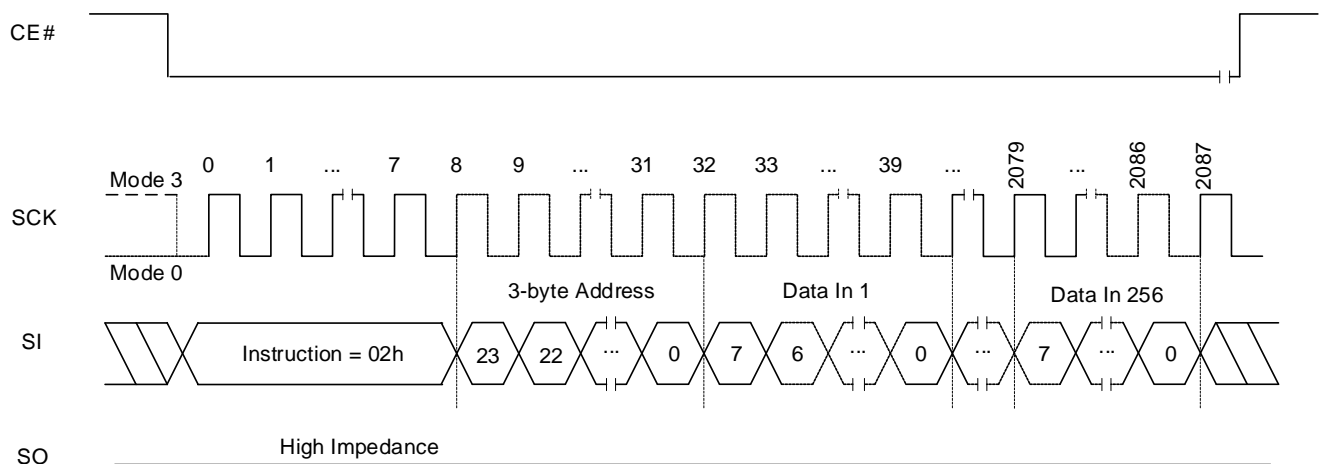 CE#
0 1 ... 7 8 9 ... 31 32 33 ... 39 ... 2079 ... 2086 2087
Mode 3
SCK
Mode 0
3-byte Address Data In 1 Data In 256
SI
Instruction = 02h 23 22 ... 0 7 6 ... 0 ... 7 ... 0
High Impedance
SO